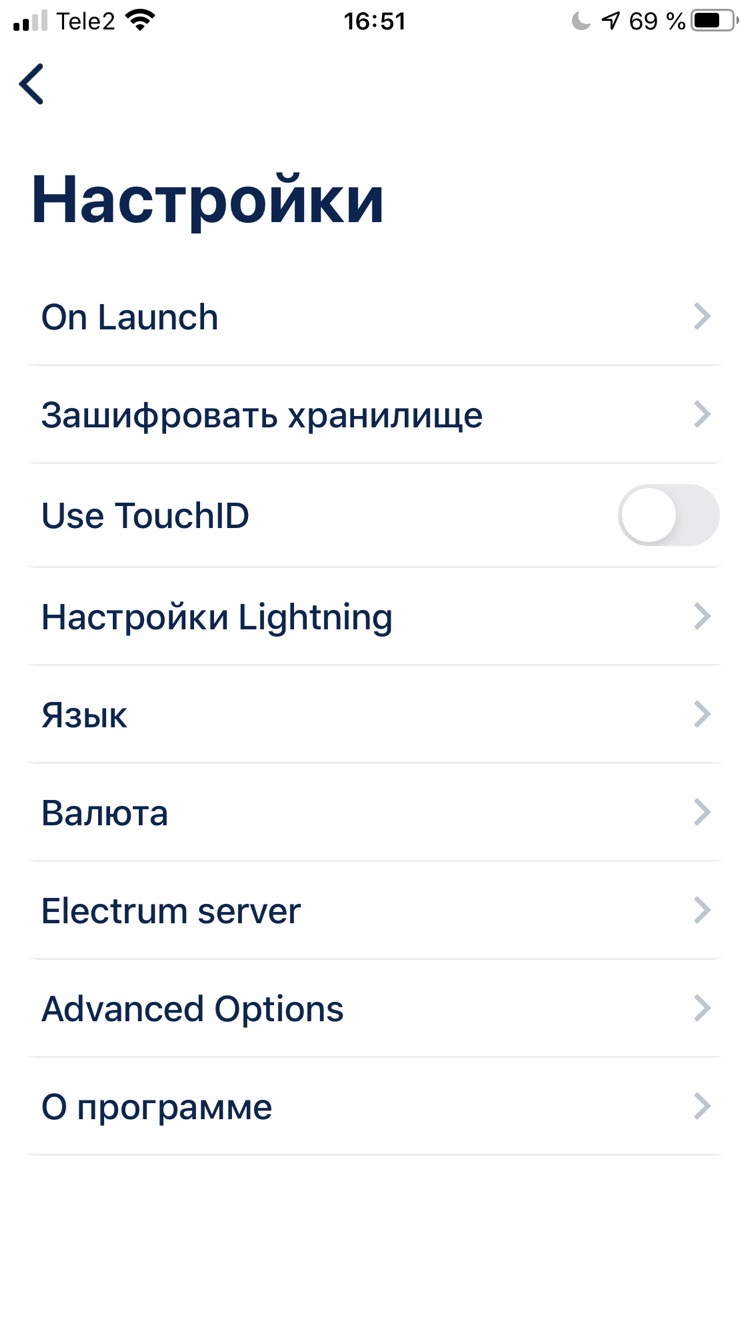 Tele2 16:51 69 %
Настройки
On Launch
Зашифровать хранилище
Use TouchID
Настройки Lightning
Язык
Валюта
Electrum server
Advanced Options
О программе